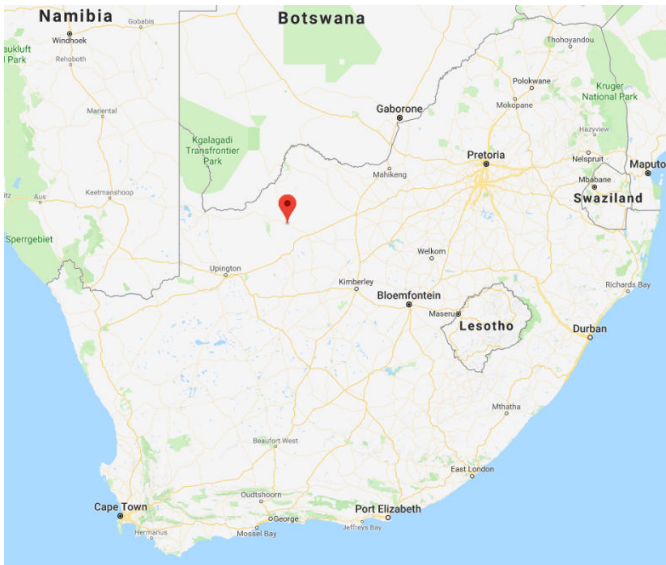 Namibia
Botswana
Gobabis
Windhoek
Rehoboth
Park
Thohoyandou
Polokwane
Kruger
National Park
Mokopane
Mariental
Gaborone
Kgalagadi
Transfrontier
Park
Hazyview
Pretoria
Nelspruit
Maputo
Mahikeng
Mbabane
Swaziland
Aus
Keetmanshoop
Sperrgebiet
Welkom
Upington
Kimberley
Richards Bay
Bloemfontein
Maseru
Lesotho
Durban
Mthatha
Beaufort West
East London
Oudtshoorn
Cape Town
George
Port Elizabeth
Hermanus
Mossel Bay
Jeffreys Bay